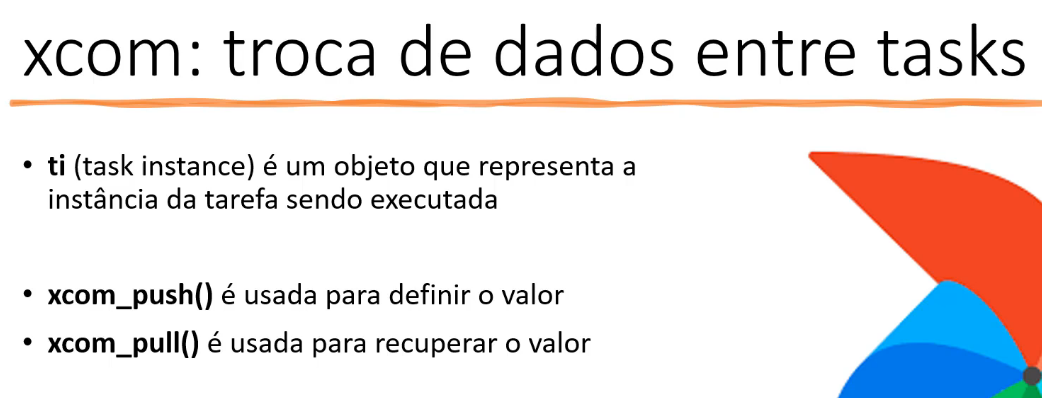 xcom: troca de dados entre tasks
• ti (task instance) é um objeto que representa a
instância da tarefa sendo executada
• xcom_push() é usada para definir o valor
• xcom_pull() é usada para recuperar o valor